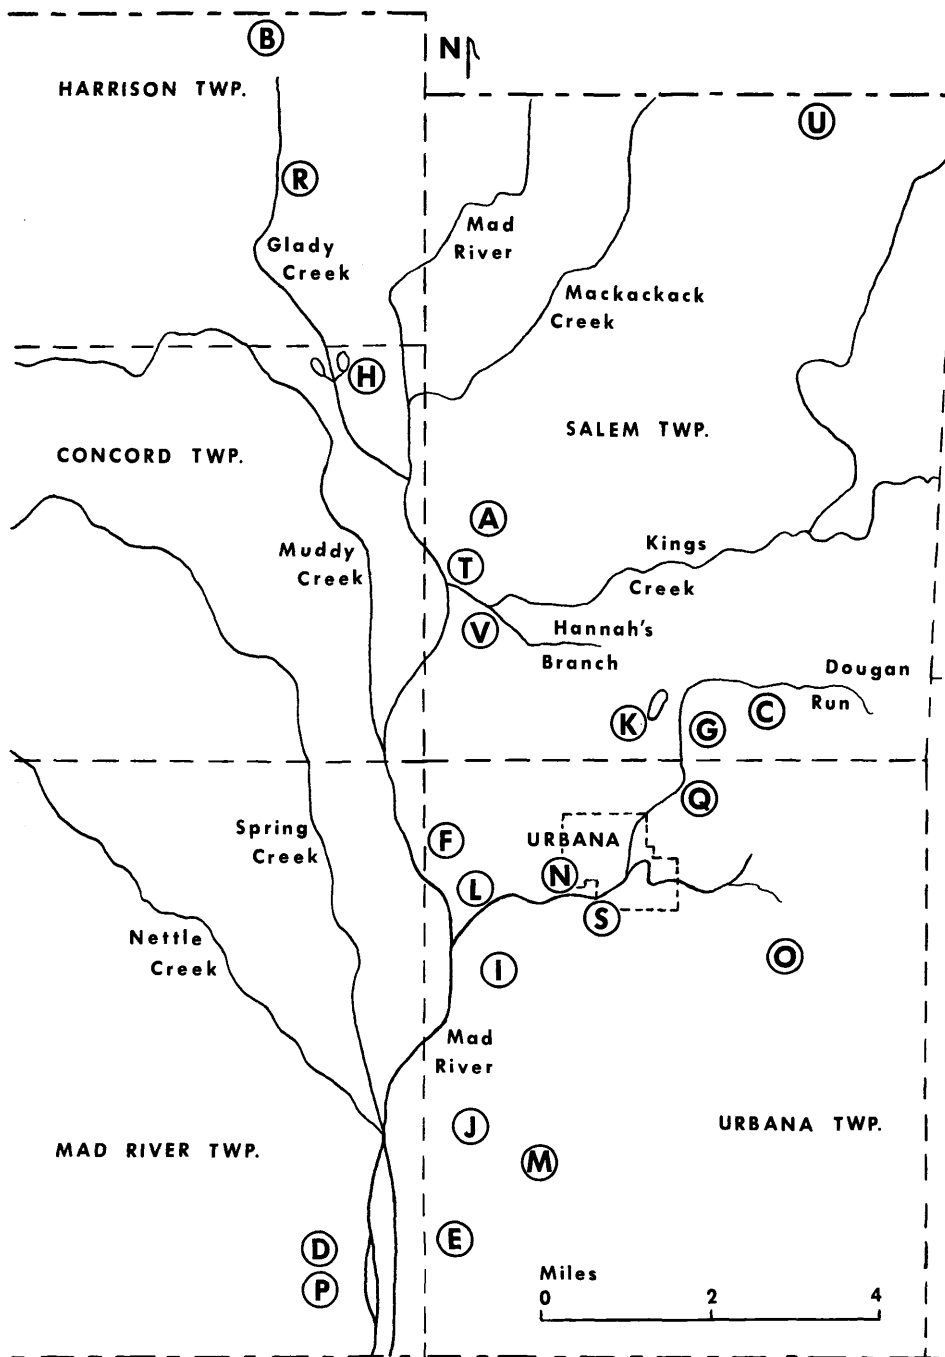 B
N
HARRISON TWP.
U
R
Mad
River
Glady
Creek
Mackackack
Creek
H
SALEM TWP.
CONCORD TWP.
A
Muddy
Creek
T
Kings
Creek
V
Hannah's
Branch
Dougan
Run
K
G
C
Q
Spring
Creek
F
URBANA
N
L
S
Nettle
Creek
I
O
Mad
River
J
URBANA TWP.
MAD RIVER TWP.
M
D
E
P
Miles
0 2 4